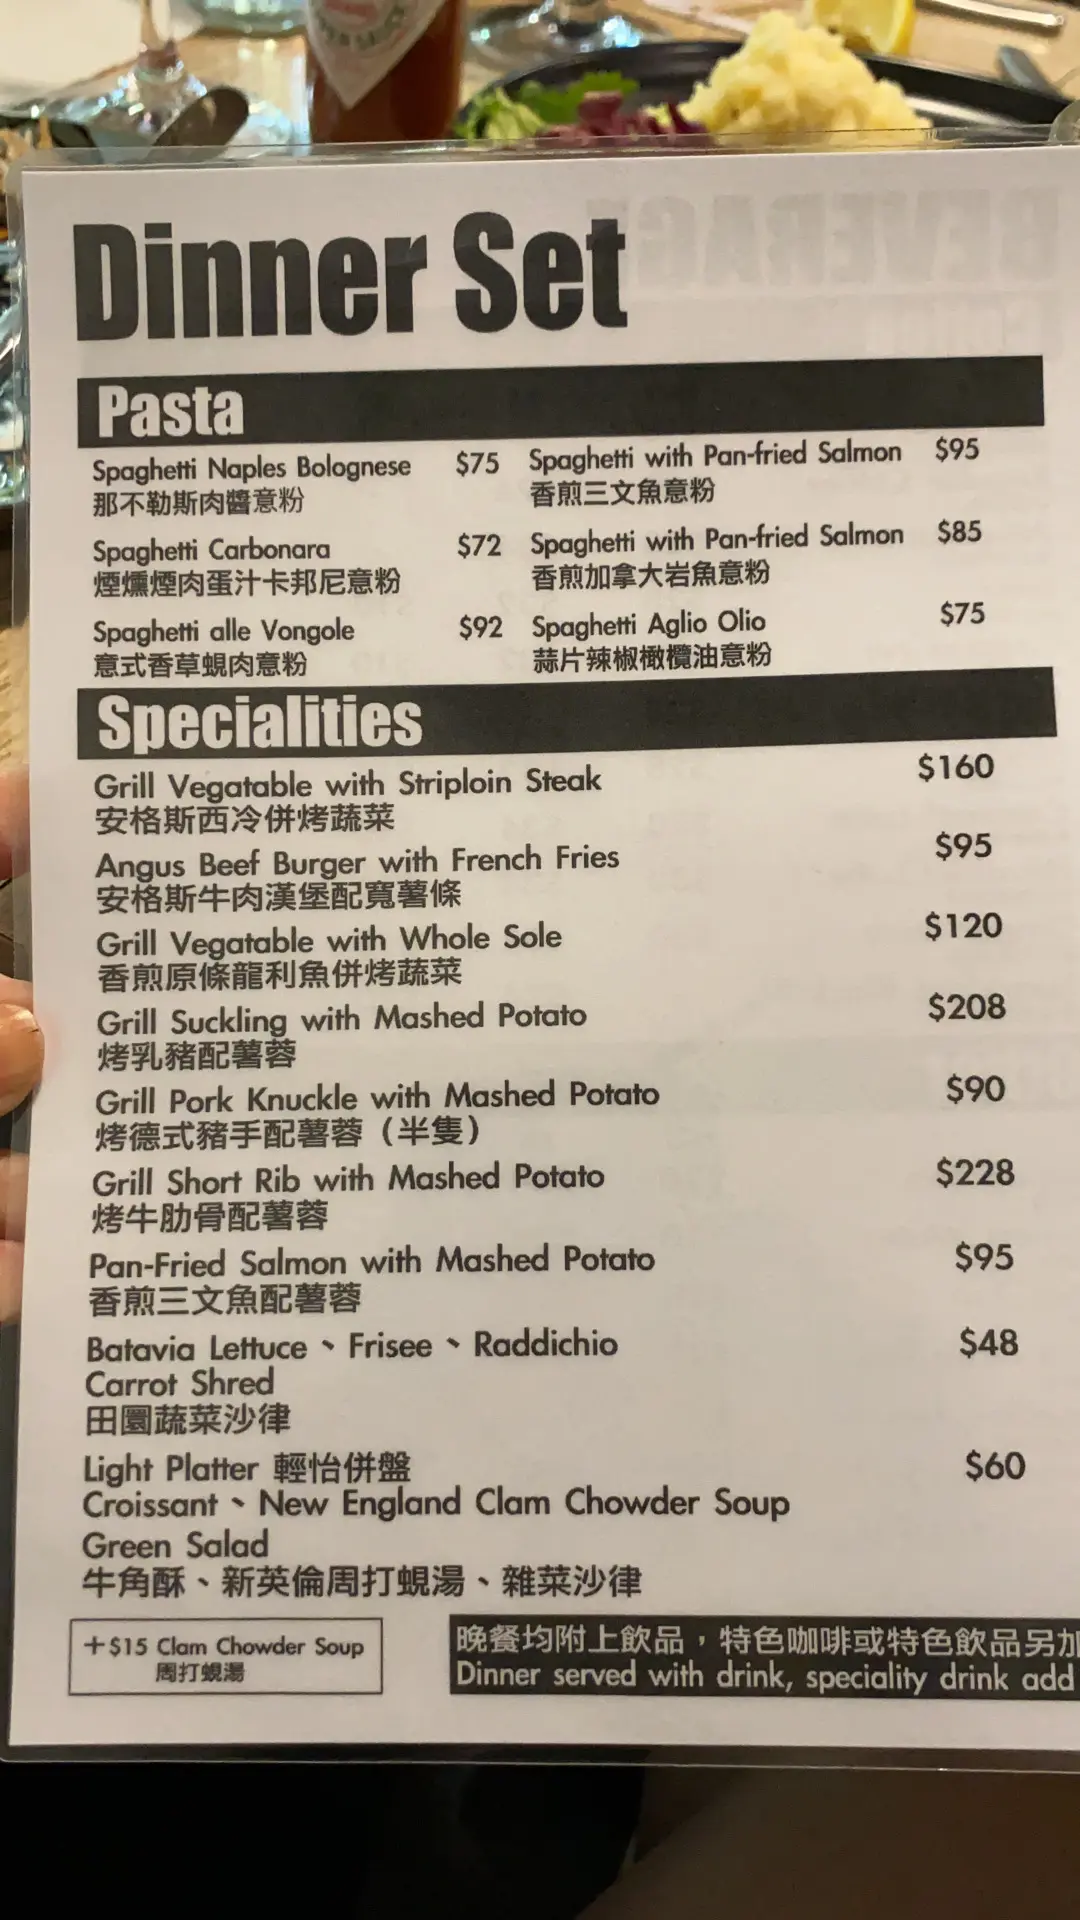 Dinner Set
Pasta
Spaghetti Naples Bolognese $75
那不勒斯肉醬意粉
Spaghetti with Pan-fried Salmon $95
香煎三文魚意粉
Spaghetti Carbonara $72
煙燻煙肉蛋汁卡邦尼意粉
Spaghetti with Pan-fried Salmon $85
香煎加拿大岩魚意粉
Spaghetti alle Vongole $92
意式香草蜆肉意粉
Spaghetti Aglio Olio $75
蒜片辣椒橄欖油意粉
Specialities
Grill Vegatable with Striploin Steak $160
安格斯西冷併烤蔬菜
Angus Beef Burger with French Fries $95
安格斯牛肉漢堡配寬薯條
Grill Vegatable with Whole Sole $120
香煎原條龍利魚併烤蔬菜
Grill Suckling with Mashed Potato $208
烤乳豬配薯蓉
Grill Pork Knuckle with Mashed Potato $90
烤德式豬手配薯蓉（半隻）
Grill Short Rib with Mashed Potato $228
烤牛肋骨配薯蓉
Pan-Fried Salmon with Mashed Potato $95
香煎三文魚配薯蓉
Batavia Lettuce、Frisee、Raddichio $48
Carrot Shred
田園蔬菜沙律
Light Platter 輕怡併盤 $60
Croissant、New England Clam Chowder Soup
Green Salad
牛角酥、新英倫周打蜆湯、雜菜沙律
+$15 Clam Chowder Soup
周打蜆湯
晚餐均附上飲品，特色咖啡或特色飲品另加
Dinner served with drink, speciality drink add